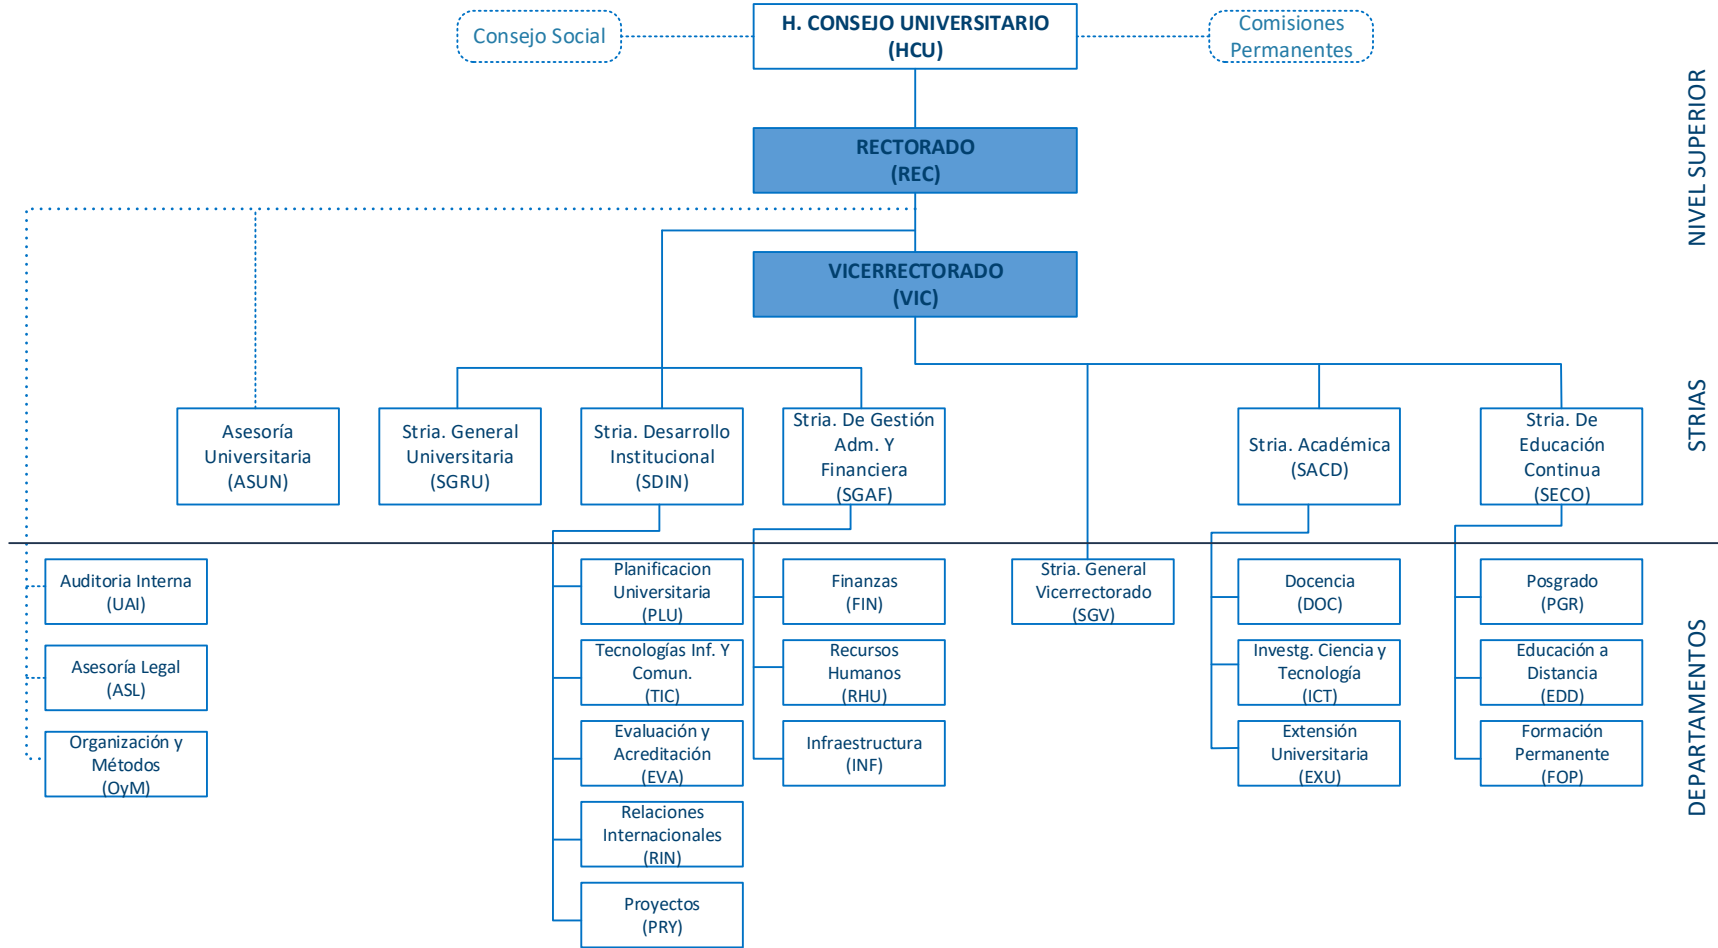 Consejo Social
H. CONSEJO UNIVERSITARIO
(HCU)
Comisiones
Permanentes
NIVEL SUPERIOR
RECTORADO
(REC)
VICERRECTORADO
(VIC)
STRIAS
Asesoría
Universitaria
(ASUN)
Stria. General
Universitaria
(SGRU)
Stria. Desarrollo
Institucional
(SDIN)
Stria. De Gestión
Adm. Y
Financiera
(SGAF)
Stria. Académica
(SACD)
Stria. De
Educación
Continua
(SECO)
DEPARTAMENTOS
Auditoria Interna
(UAI)
Asesoría Legal
(ASL)
Organización y
Métodos
(OyM)
Planificacion
Universitaria
(PLU)
Tecnologías Inf. Y
Comun.
(TIC)
Evaluación y
Acreditación
(EVA)
Relaciones
Internacionales
(RIN)
Proyectos
(PRY)
Finanzas
(FIN)
Recursos
Humanos
(RHU)
Infraestructura
(INF)
Stria. General
Vicerrectorado
(SGV)
Docencia
(DOC)
Investg. Ciencia y
Tecnología
(ICT)
Extensión
Universitaria
(EXU)
Posgrado
(PGR)
Educación a
Distancia
(EDD)
Formación
Permanente
(FOP)